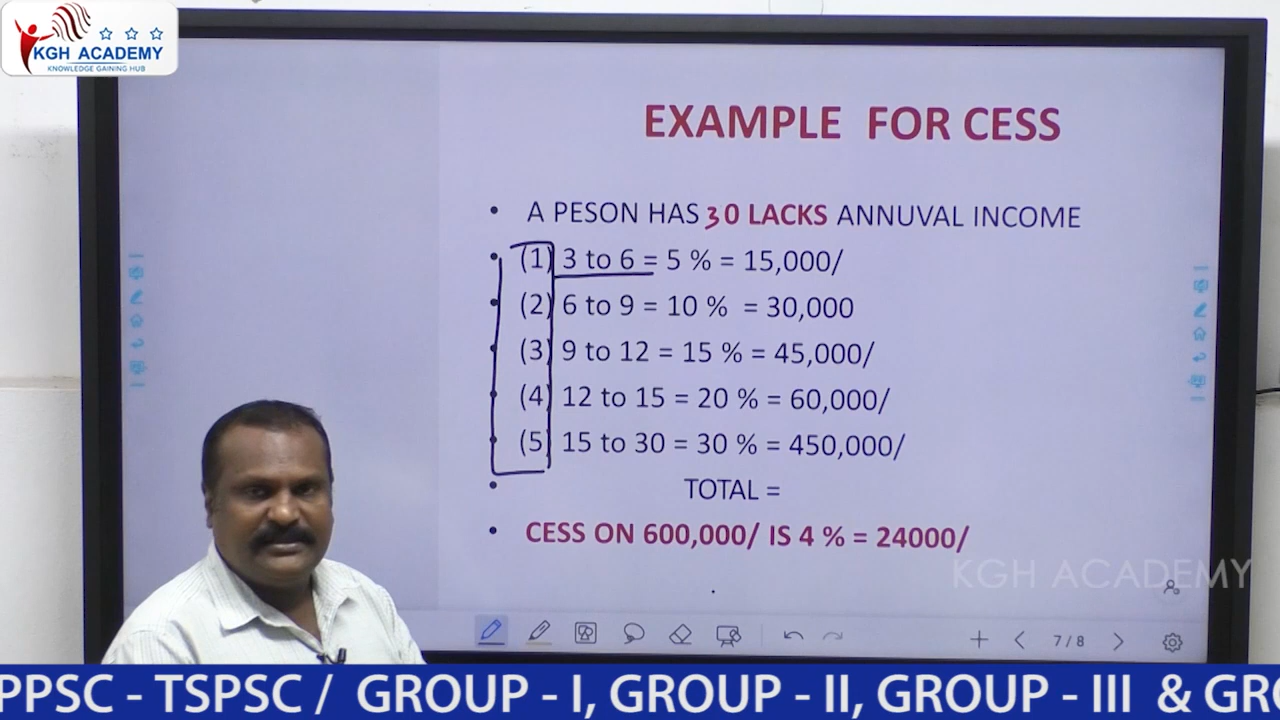 KGH ACADEMY
KNOWLEDGE GAINING HUB
EXAMPLE FOR CESS
• A PESON HAS 30 LACKS ANNUVAL INCOME
• (1) 3 to 6 = 5 % = 15,000/
• (2) 6 to 9 = 10 % = 30,000
• (3) 9 to 12 = 15 % = 45,000/
• (4) 12 to 15 = 20 % = 60,000/
• (5) 15 to 30 = 30 % = 450,000/
• TOTAL =
• CESS ON 600,000/ IS 4 % = 24000/
KGH ACADEMY
7 / 8
PPSC - TSPSC / GROUP - I, GROUP - II, GROUP - III & GRO